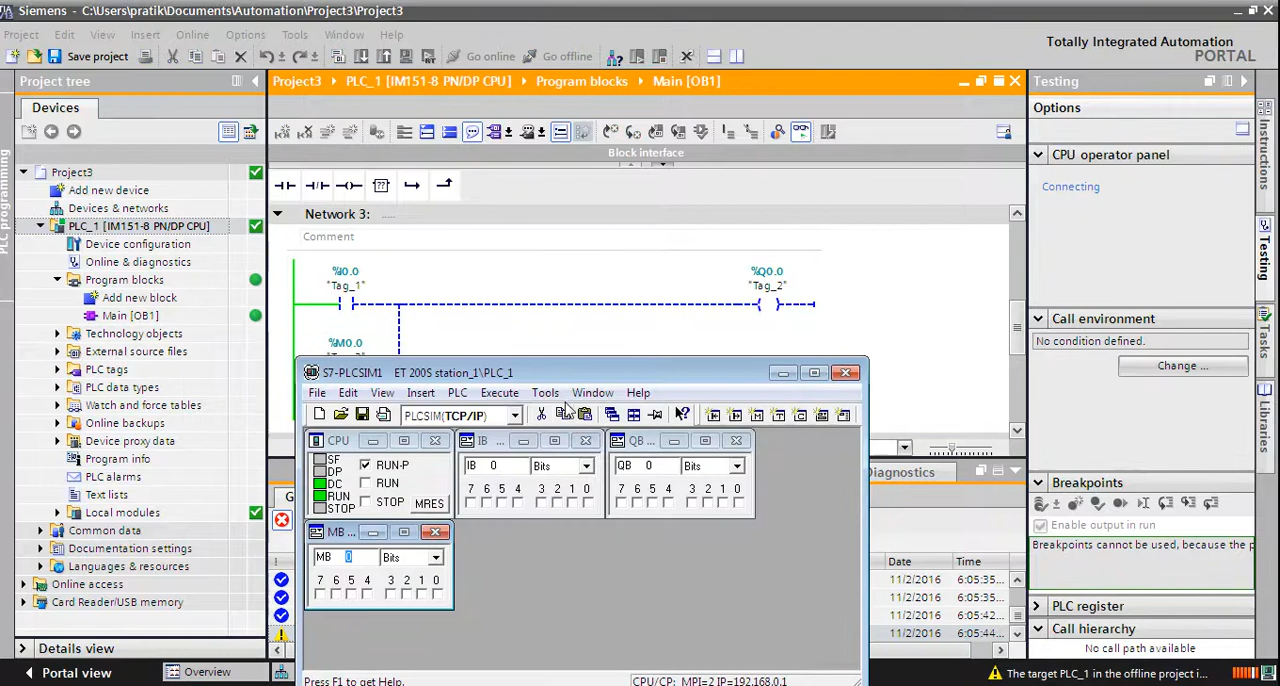 Siemens - C:\Users\pratik\Documents\Automation\Project3\Project3
Project Edit View Insert Online Options Tools Window Help
Totally Integrated Automation
PORTAL
Save project
Go online
Go offline
Project tree
Devices
PLC programming
Project3
Add new device
Devices & networks
PLC_1 [IM151-8 PN/DP CPU]
Device configuration
Online & diagnostics
Program blocks
Add new block
Main [OB1]
Technology objects
External source files
PLC tags
PLC data types
Watch and force tables
Online backups
Device proxy data
Program info
PLC alarms
Text lists
Local modules
Common data
Documentation settings
Languages & resources
Online access
Card Reader/USB memory
Details view
Portal view
Overview
Project3 PLC_1 [IM151-8 PN/DP CPU] Program blocks Main [OB1]
Block interface
Network 3: .....
Comment
%I0.0
"Tag_1"
%Q0.0
"Tag_2"
%M0.0
S7-PLCSIM1 ET 200S station_1\PLC_1
File Edit View Insert PLC Execute Tools Window Help
PLCSIM(TCP/IP)
CPU
SF
DP
DC
RUN
STOP
RUN-P
RUN
STOP
MRES
IB ...
IB 0 Bits
7 6 5 4 3 2 1 0
QB ...
QB 0 Bits
7 6 5 4 3 2 1 0
MB ...
MB 0 Bits
7 6 5 4 3 2 1 0
Press F1 to get Help.
CPU/CP: MPI=2 IP=192.168.0.1
Diagnostics
Date Time
11/2/2016 6:05:35...
11/2/2016 6:05:35...
11/2/2016 6:05:42...
11/2/2016 6:05:44...
Testing
Options
CPU operator panel
Connecting
Call environment
No condition defined.
Change ...
Breakpoints
Enable output in run
Breakpoints cannot be used, because the p
PLC register
Call hierarchy
No call path available
Instructions
Testing
Tasks
Libraries
The target PLC_1 in the offline project i...